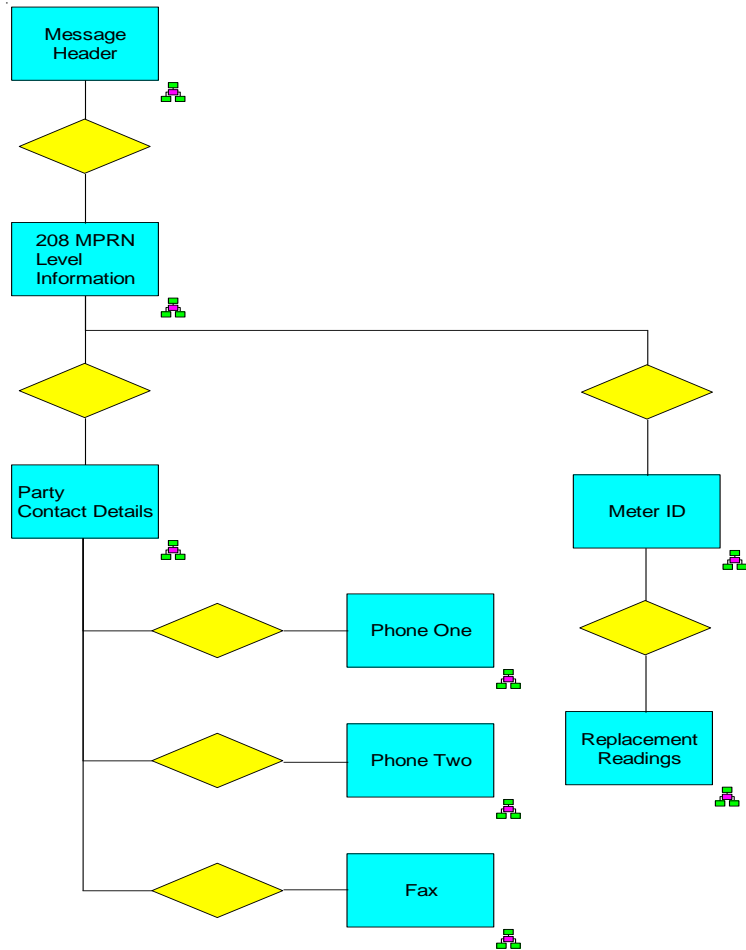 Message
Header
208 MPRN
Level
Information
Party
Contact Details
Meter ID
Phone One
Phone Two
Replacement
Readings
Fax